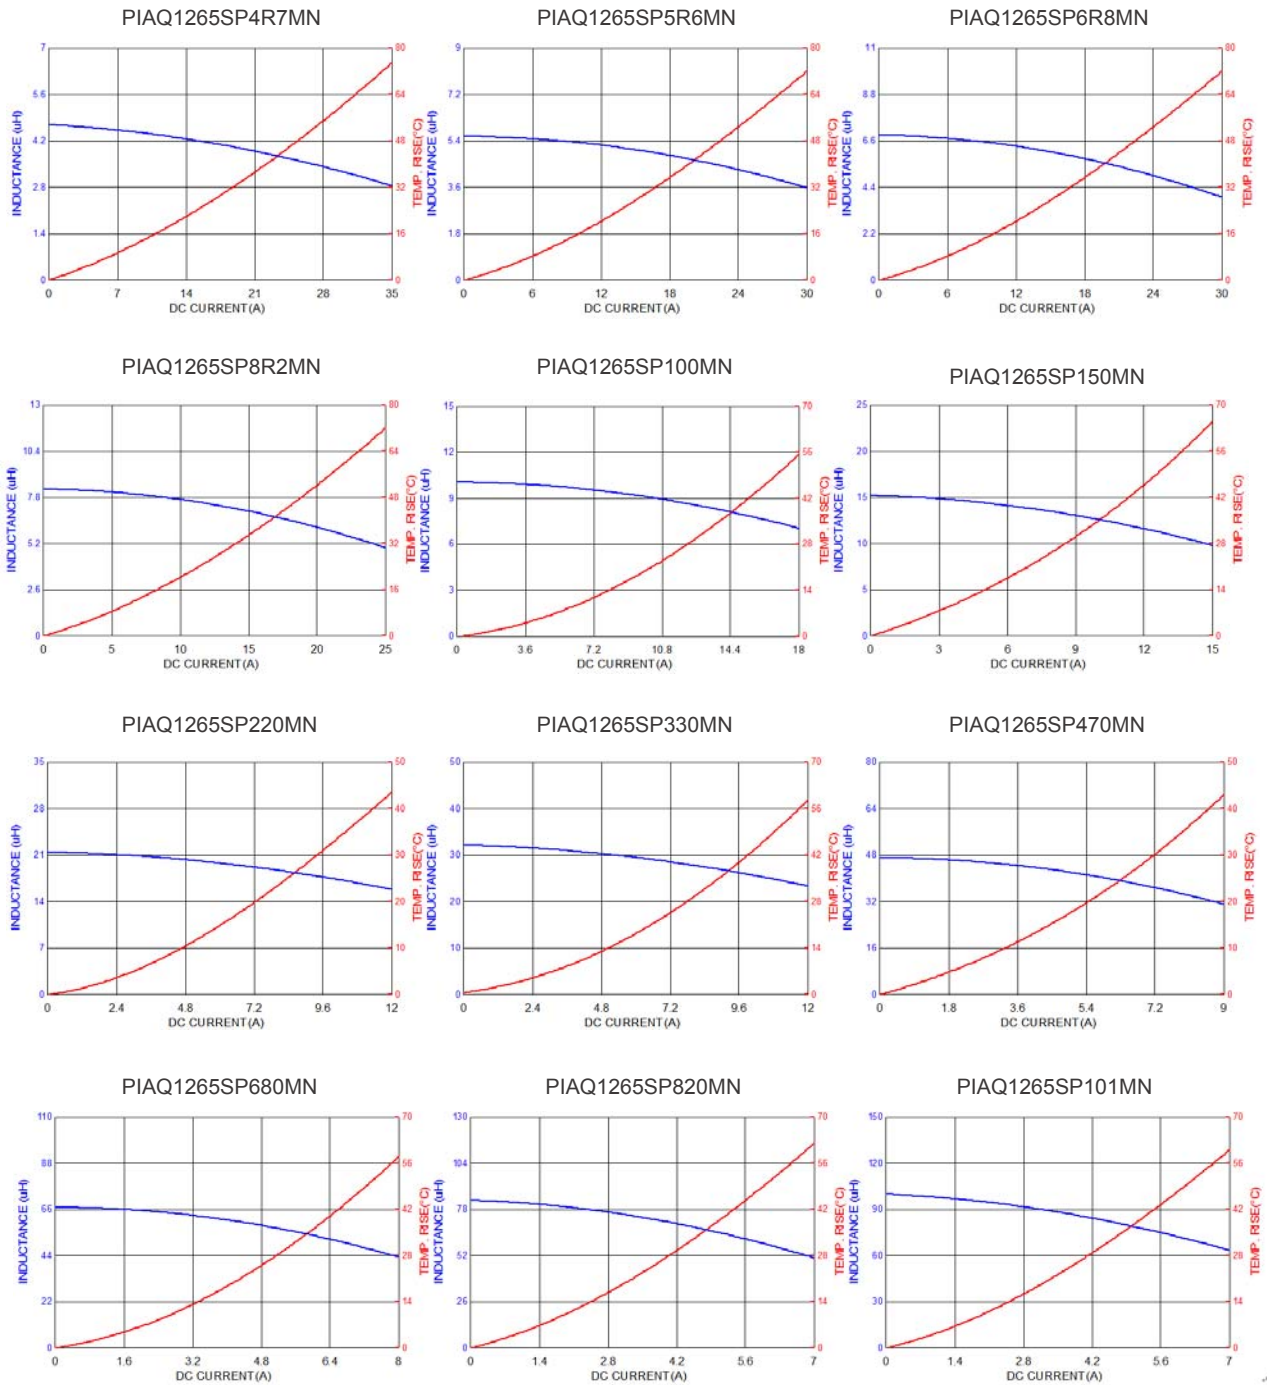 PIAQ1265SP4R7MN
7
5.6
4.2
2.8
1.4
0
INDUCTANCE (uH)
80
64
48
32
16
0
TEMP. RISE(°C)
0 7 14 21 28 35
DC CURRENT(A)
PIAQ1265SP5R6MN
9
7.2
5.4
3.6
1.8
0
INDUCTANCE (uH)
80
64
48
32
16
0
TEMP. RISE(°C)
0 6 12 18 24 30
DC CURRENT(A)
PIAQ1265SP6R8MN
11
8.8
6.6
4.4
2.2
0
INDUCTANCE (uH)
80
64
48
32
16
0
TEMP. RISE(°C)
0 6 12 18 24 30
DC CURRENT(A)
PIAQ1265SP8R2MN
13
10.4
7.8
5.2
2.6
0
INDUCTANCE (uH)
80
64
48
32
16
0
TEMP. RISE(°C)
0 5 10 15 20 25
DC CURRENT(A)
PIAQ1265SP100MN
15
12
9
6
3
0
INDUCTANCE (uH)
70
56
42
28
14
0
TEMP. RISE(°C)
0 3.6 7.2 10.8 14.4 18
DC CURRENT(A)
PIAQ1265SP150MN
25
20
15
10
5
0
INDUCTANCE (uH)
70
56
42
28
14
0
TEMP. RISE(°C)
0 3 6 9 12 15
DC CURRENT(A)
PIAQ1265SP220MN
35
28
21
14
7
0
INDUCTANCE (uH)
50
40
30
20
10
0
TEMP. RISE(°C)
0 2.4 4.8 7.2 9.6 12
DC CURRENT(A)
PIAQ1265SP330MN
50
40
30
20
10
0
INDUCTANCE (uH)
70
56
42
28
14
0
TEMP. RISE(°C)
0 2.4 4.8 7.2 9.6 12
DC CURRENT(A)
PIAQ1265SP470MN
80
64
48
32
16
0
INDUCTANCE (uH)
50
40
30
20
10
0
TEMP. RISE(°C)
0 1.8 3.6 5.4 7.2 9
DC CURRENT(A)
PIAQ1265SP680MN
110
88
66
44
22
0
INDUCTANCE (uH)
70
56
42
28
14
0
TEMP. RISE(°C)
0 1.6 3.2 4.8 6.4 8
DC CURRENT(A)
PIAQ1265SP820MN
130
104
78
52
26
0
INDUCTANCE (uH)
70
56
42
28
14
0
TEMP. RISE(°C)
0 1.4 2.8 4.2 5.6 7
DC CURRENT(A)
PIAQ1265SP101MN
150
120
90
60
30
0
INDUCTANCE (uH)
70
56
42
28
14
0
TEMP. RISE(°C)
0 1.4 2.8 4.2 5.6 7
DC CURRENT(A)